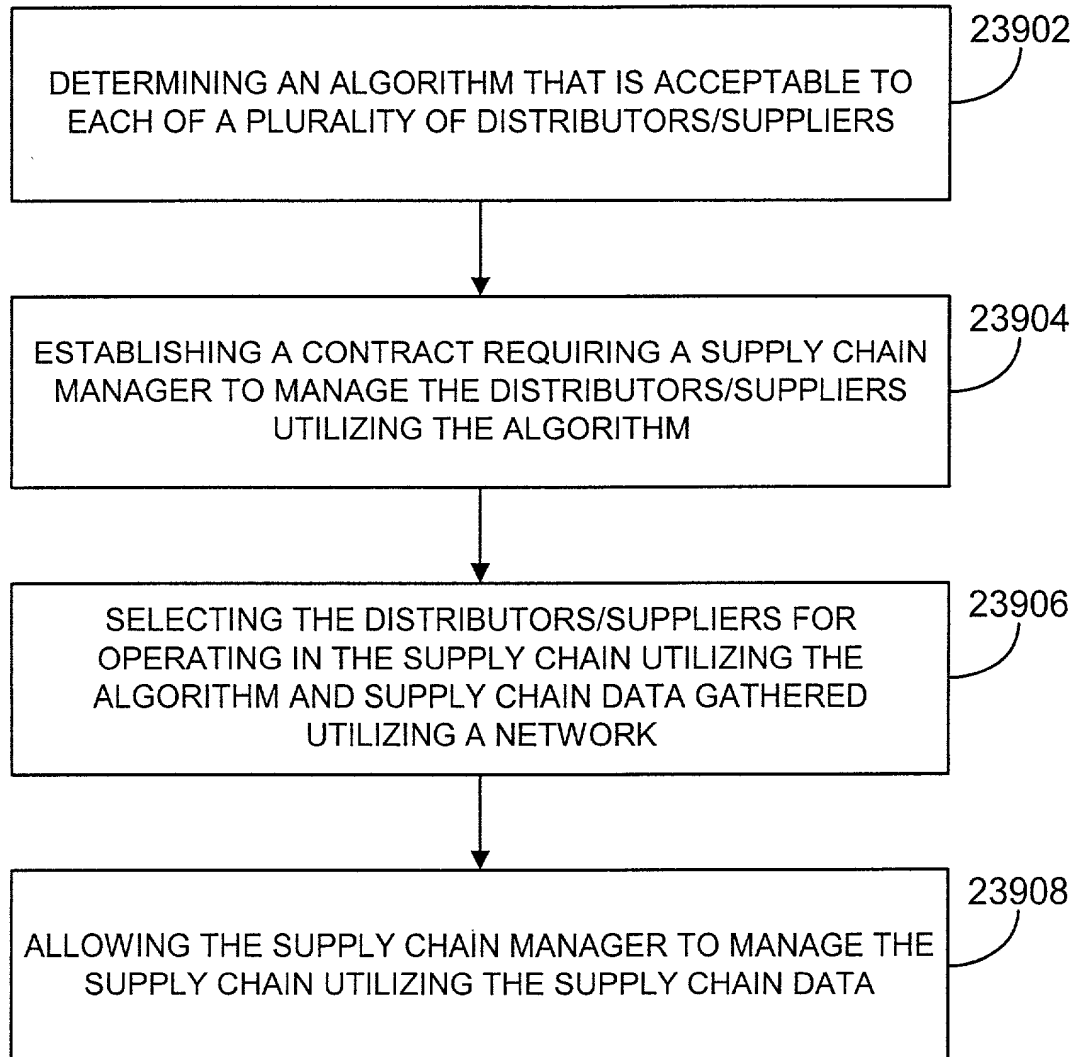 23902
DETERMINING AN ALGORITHM THAT IS ACCEPTABLE TO
EACH OF A PLURALITY OF DISTRIBUTORS/SUPPLIERS
23904
ESTABLISHING A CONTRACT REQUIRING A SUPPLY CHAIN
MANAGER TO MANAGE THE DISTRIBUTORS/SUPPLIERS
UTILIZING THE ALGORITHM
23906
SELECTING THE DISTRIBUTORS/SUPPLIERS FOR
OPERATING IN THE SUPPLY CHAIN UTILIZING THE
ALGORITHM AND SUPPLY CHAIN DATA GATHERED
UTILIZING A NETWORK
23908
ALLOWING THE SUPPLY CHAIN MANAGER TO MANAGE THE
SUPPLY CHAIN UTILIZING THE SUPPLY CHAIN DATA